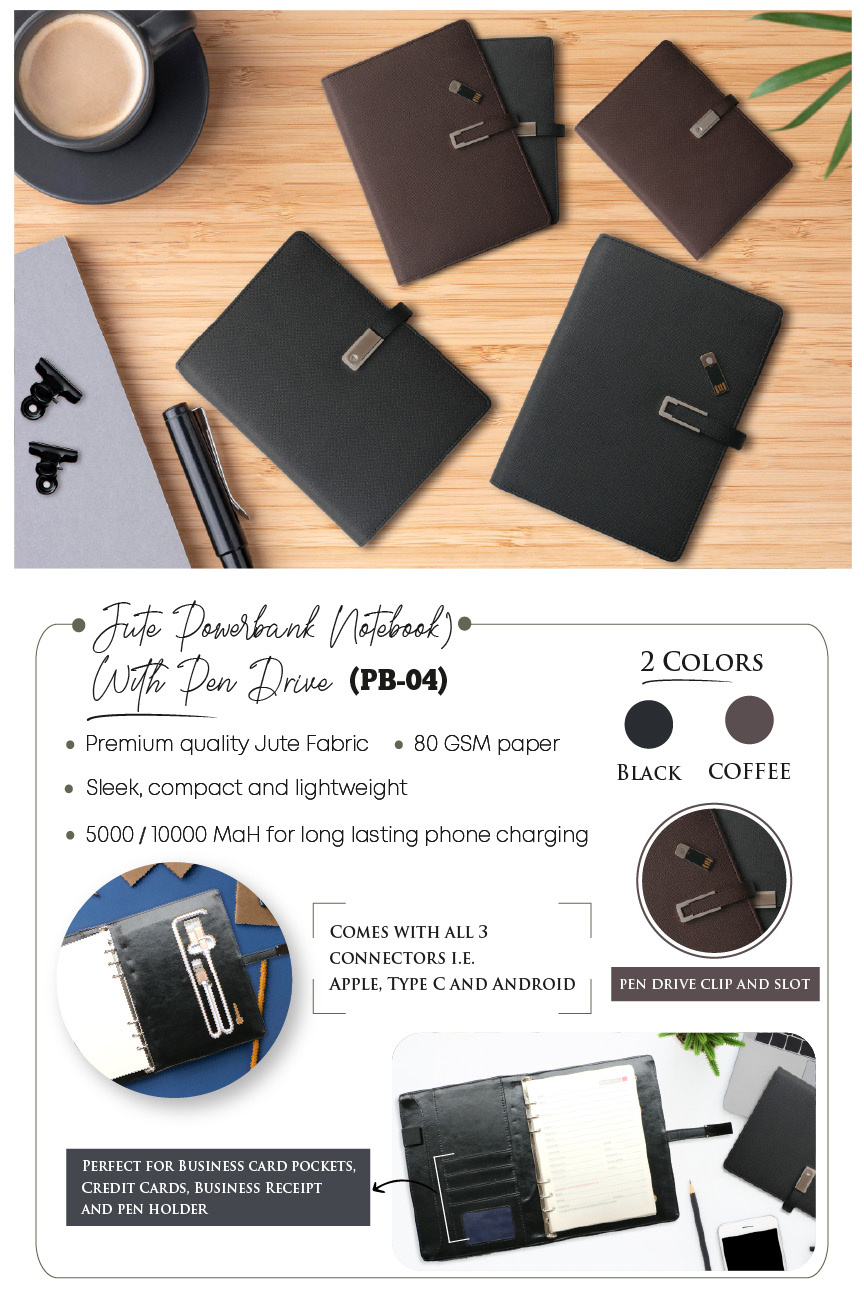 Jute Powerbank Notebook)
With Pen Drive (PB-04)
• Premium quality Jute Fabric • 80 GSM paper
• Sleek, compact and lightweight
• 5000 / 10000 MaH for long lasting phone charging
2 Colors
Black COFFEE
Comes with all 3
connectors i.e.
Apple, Type C and Android
pen drive clip and slot
Perfect for Business card pockets,
Credit Cards, Business Receipt
and pen holder